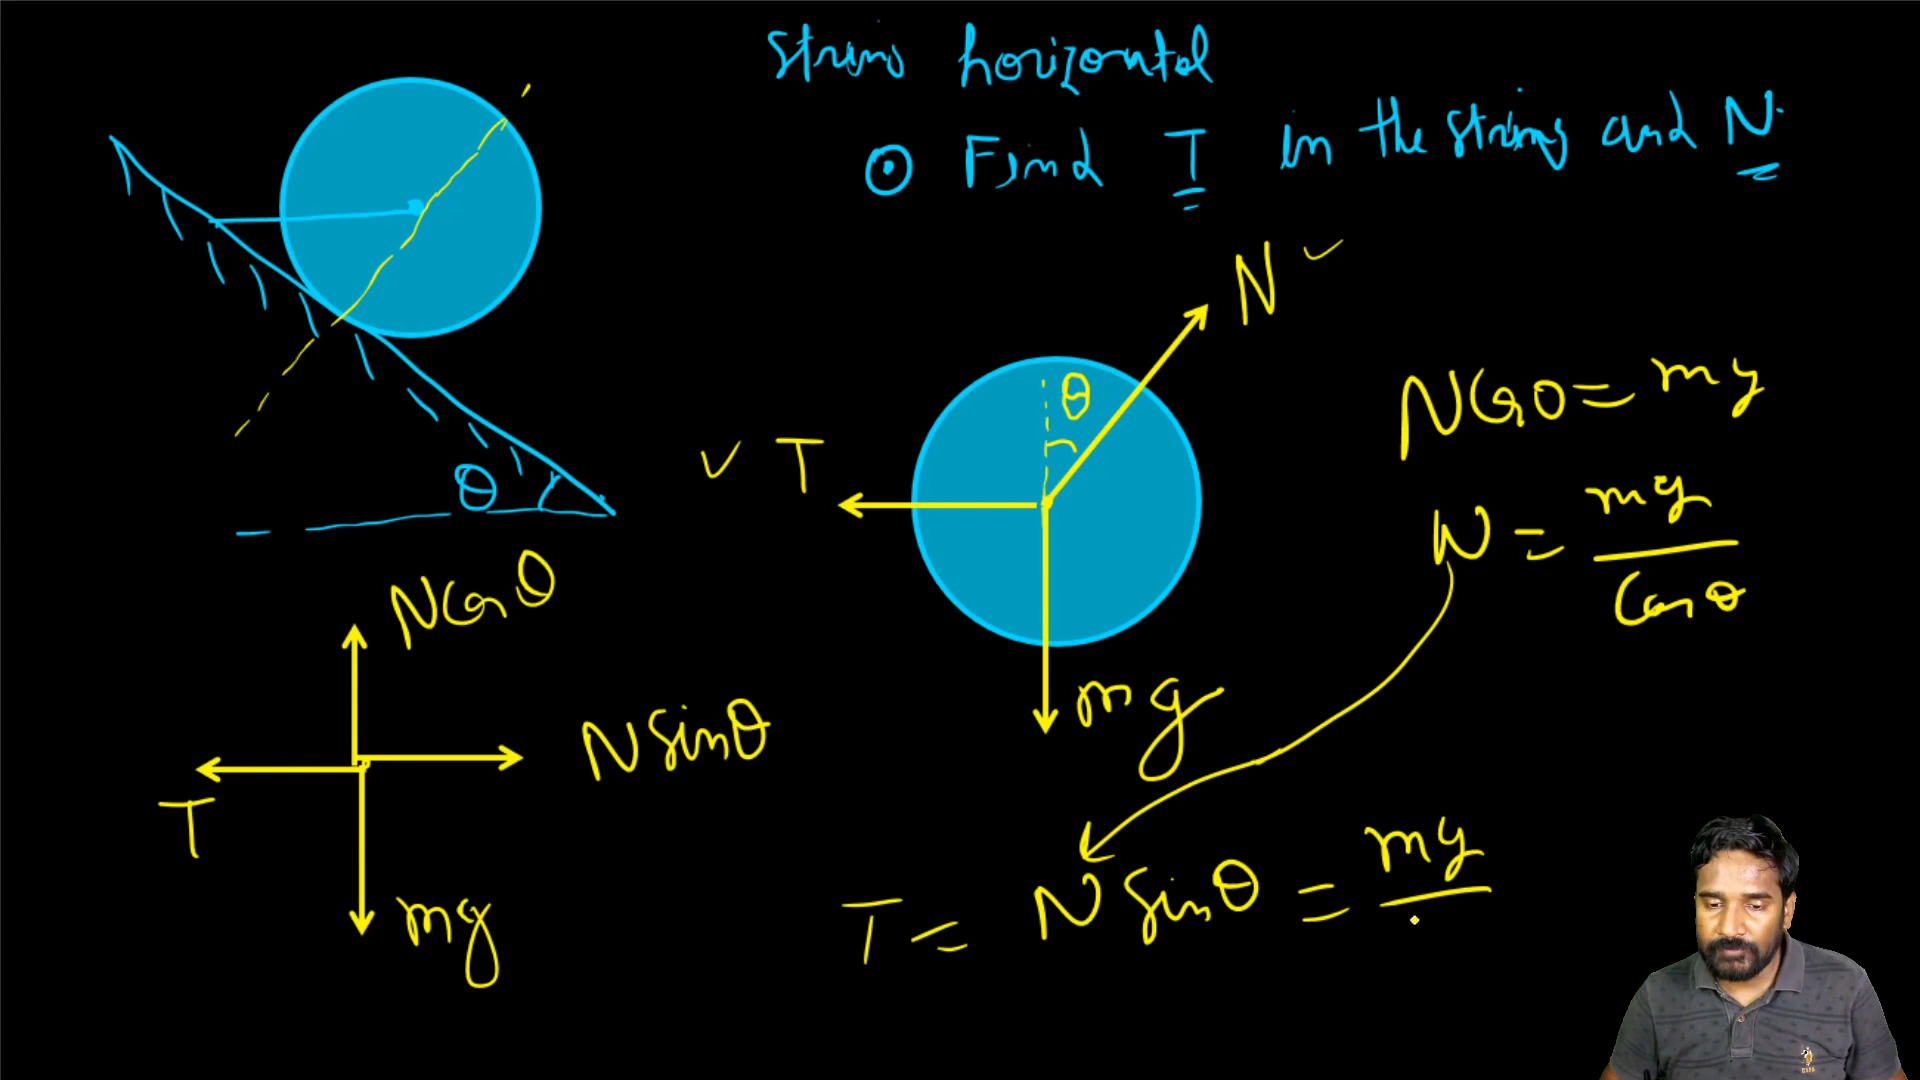 String horizontal
⊙ Find T in the string and N.
N ✓
θ
✓ T
N cos θ = mg
N = mg / cos θ
θ
N cos θ
N sin θ
T
mg
mg
T = N sin θ = mg